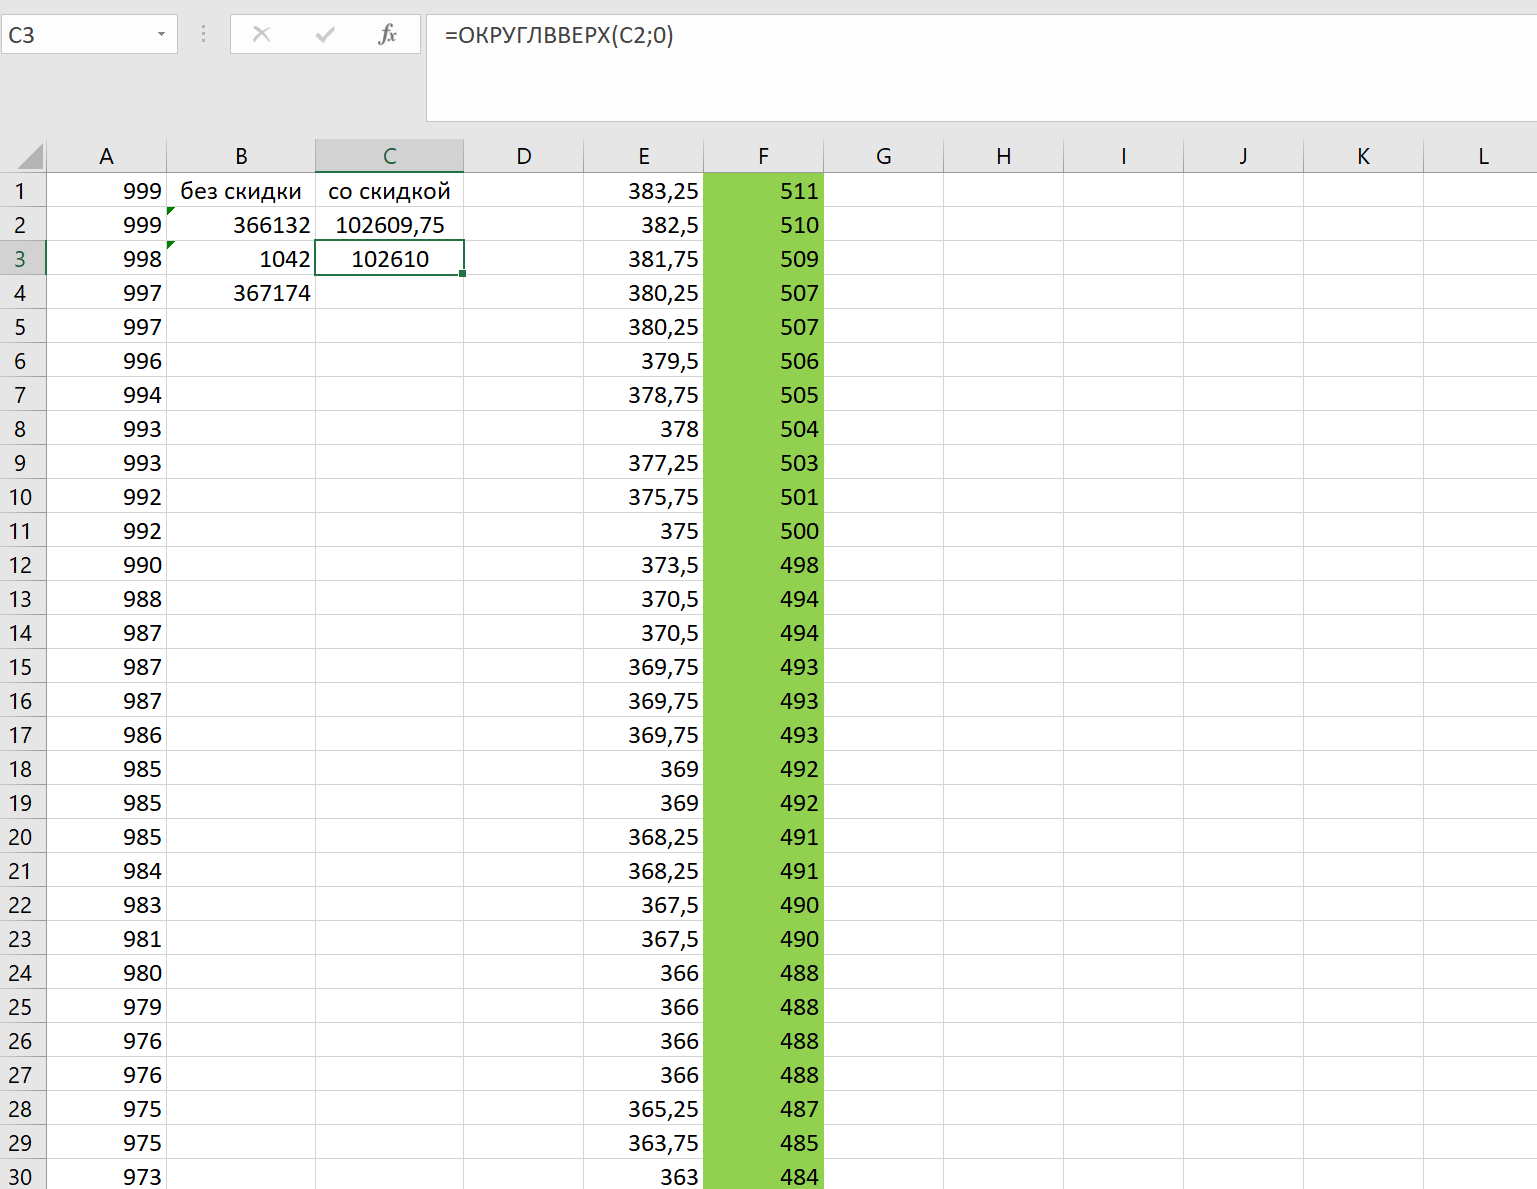 C3 fx =ОКРУГЛВВЕРХ(C2;0)
A B C D E F G H I J K L
1 999 без скидки со скидкой 383,25 511
2 999 366132 102609,75 382,5 510
3 998 1042 102610 381,75 509
4 997 367174 380,25 507
5 997 380,25 507
6 996 379,5 506
7 994 378,75 505
8 993 378 504
9 993 377,25 503
10 992 375,75 501
11 992 375 500
12 990 373,5 498
13 988 370,5 494
14 987 370,5 494
15 987 369,75 493
16 987 369,75 493
17 986 369,75 493
18 985 369 492
19 985 369 492
20 985 368,25 491
21 984 368,25 491
22 983 367,5 490
23 981 367,5 490
24 980 366 488
25 979 366 488
26 976 366 488
27 976 366 488
28 975 365,25 487
29 975 363,75 485
30 973 363 484